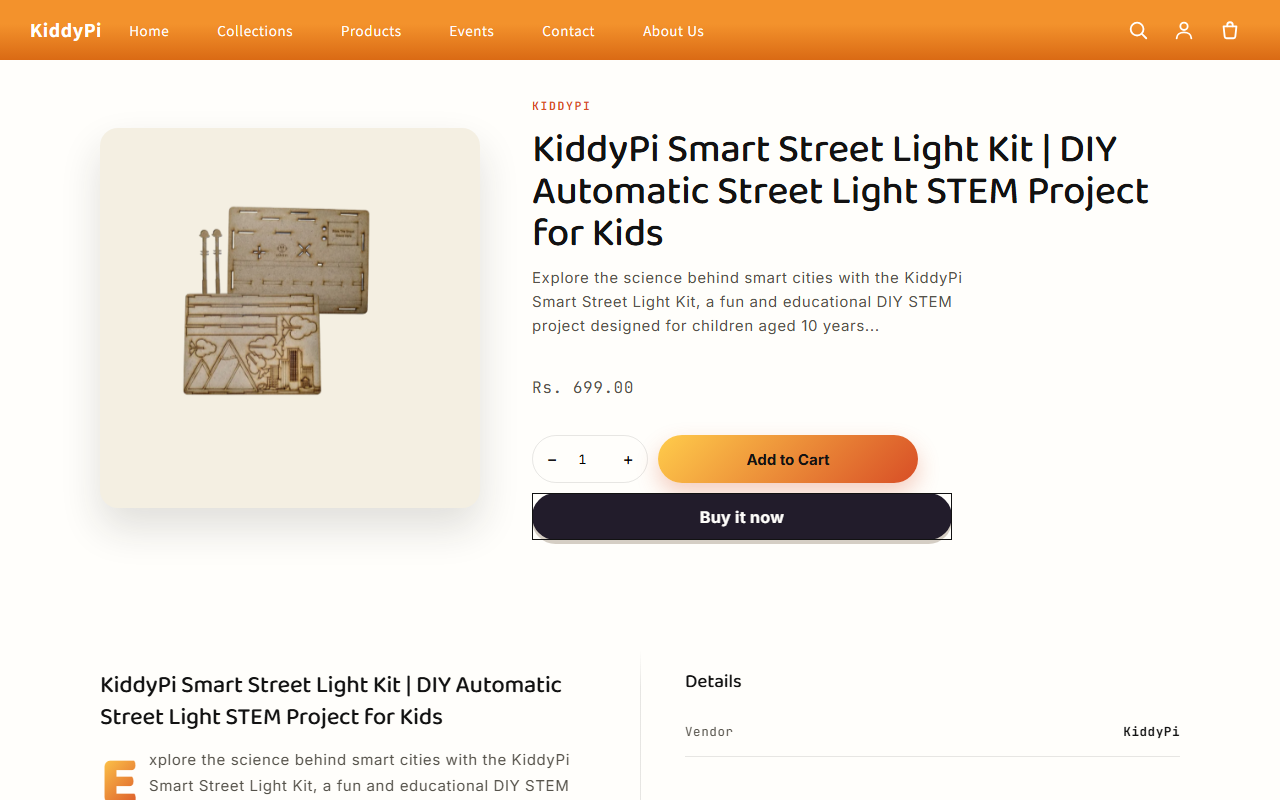 KiddyPi
Home
Collections
Products
Events
Contact
About Us
KIDDYPI
KiddyPi Smart Street Light Kit | DIY
Automatic Street Light STEM Project
for Kids
Explore the science behind smart cities with the KiddyPi
Smart Street Light Kit, a fun and educational DIY STEM
project designed for children aged 10 years...
Rs. 699.00
− 1 +
Add to Cart
Buy it now
KiddyPi Smart Street Light Kit | DIY Automatic
Street Light STEM Project for Kids
Explore the science behind smart cities with the KiddyPi
Smart Street Light Kit, a fun and educational DIY STEM
Details
Vendor
KiddyPi